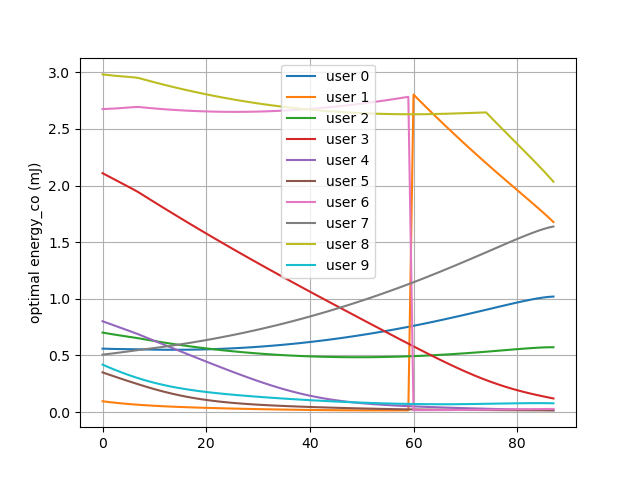 optimal energy_co (mJ)
3.0
2.5
2.0
1.5
1.0
0.5
0.0
0
20
40
60
80
user 0
user 1
user 2
user 3
user 4
user 5
user 6
user 7
user 8
user 9